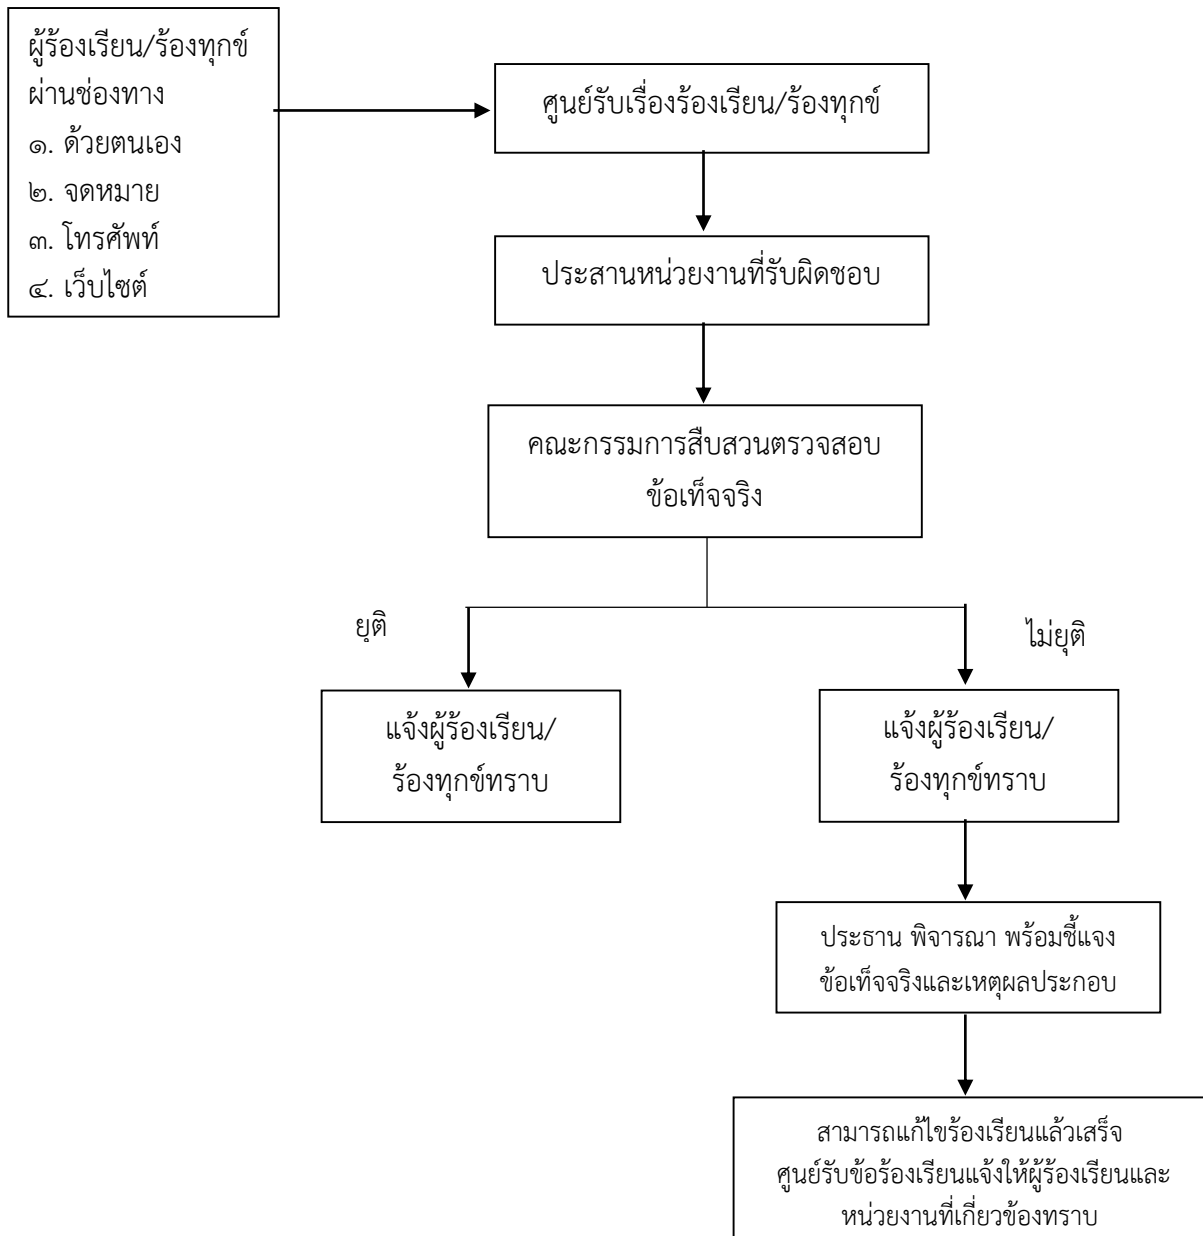 ผู้ร้องเรียน/ร้องทุกข์
ผ่านช่องทาง
๑. ด้วยตนเอง
๒. จดหมาย
๓. โทรศัพท์
๔. เว็บไซต์
ศูนย์รับเรื่องร้องเรียน/ร้องทุกข์
ประสานหน่วยงานที่รับผิดชอบ
คณะกรรมการสืบสวนตรวจสอบ
ข้อเท็จจริง
ยุติ
ไม่ยุติ
แจ้งผู้ร้องเรียน/
ร้องทุกข์ทราบ
แจ้งผู้ร้องเรียน/
ร้องทุกข์ทราบ
ประธาน พิจารณา พร้อมชี้แจง
ข้อเท็จจริงและเหตุผลประกอบ
สามารถแก้ไขร้องเรียนแล้วเสร็จ
ศูนย์รับข้อร้องเรียนแจ้งให้ผู้ร้องเรียนและ
หน่วยงานที่เกี่ยวข้องทราบ